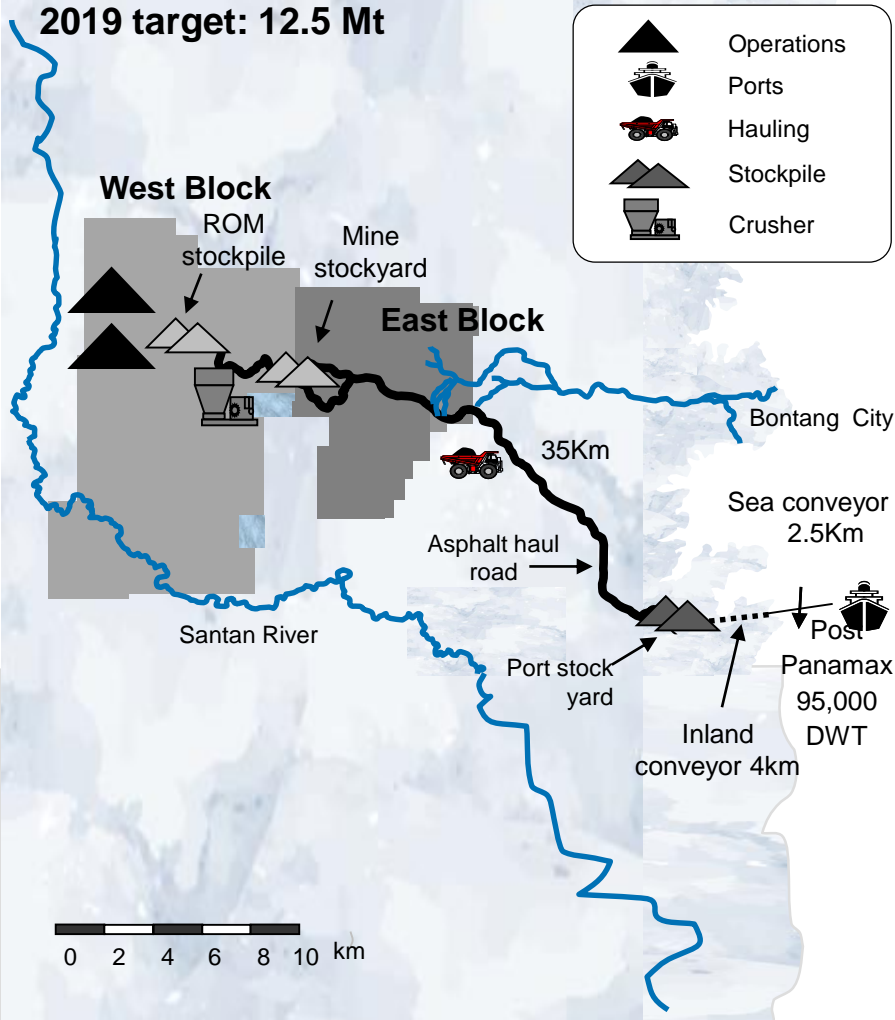 2019 target: 12.5 Mt
Operations
Ports
Hauling
Stockpile
Crusher
West Block
ROM
stockpile
Mine
stockyard
East Block
Bontang City
35Km
Sea conveyor
2.5Km
Asphalt haul
road
Santan River
Port stock
yard
Post
Panamax
95,000
DWT
Inland
conveyor 4km
0 2 4 6 8 10 km